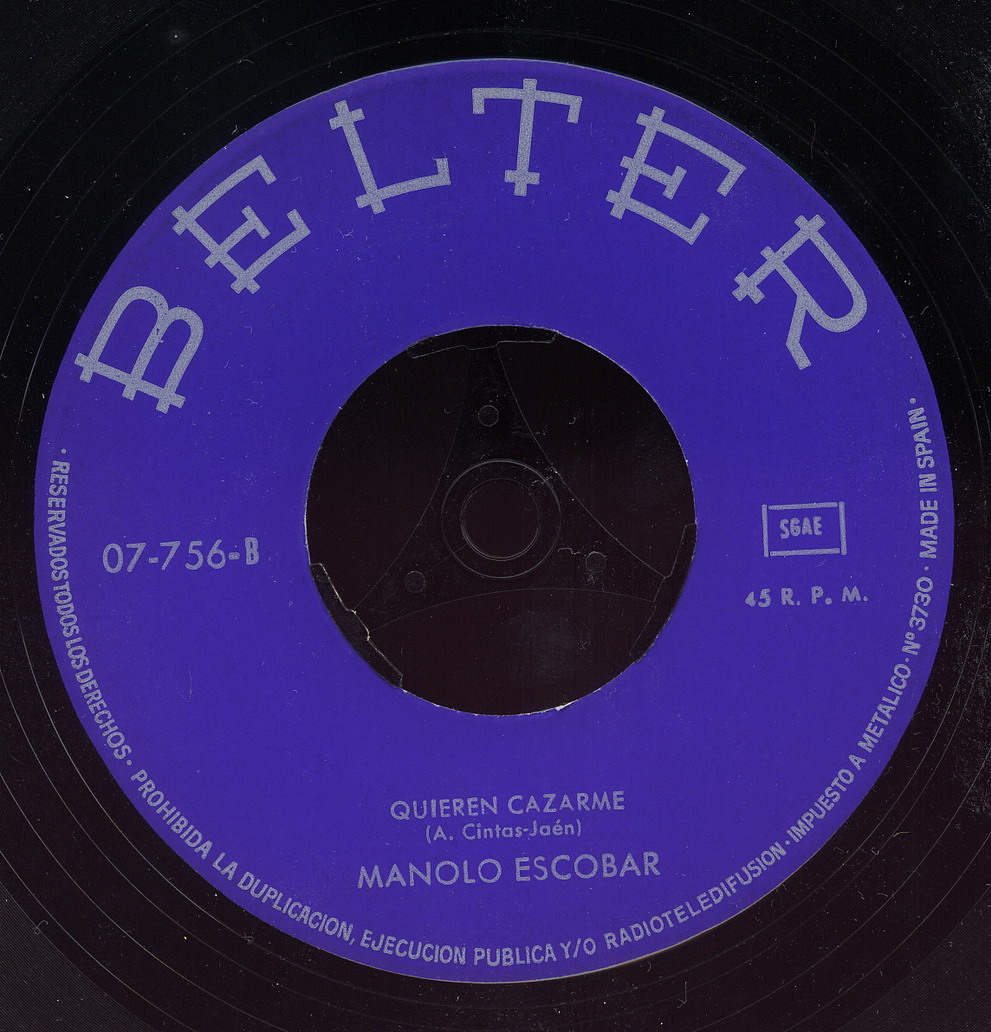 BELTER
07-756-B
SGAE
45 R. P. M.
QUIEREN CAZARME
(A. Cintas-Jaén)
MANOLO ESCOBAR
• RESERVADOS TODOS LOS DERECHOS • PROHIBIDA LA DUPLICACION, EJECUCION PUBLICA Y/O RADIOTELEDIFUSION • IMPUESTO A METALICO • Nº 3730 • MADE IN SPAIN •